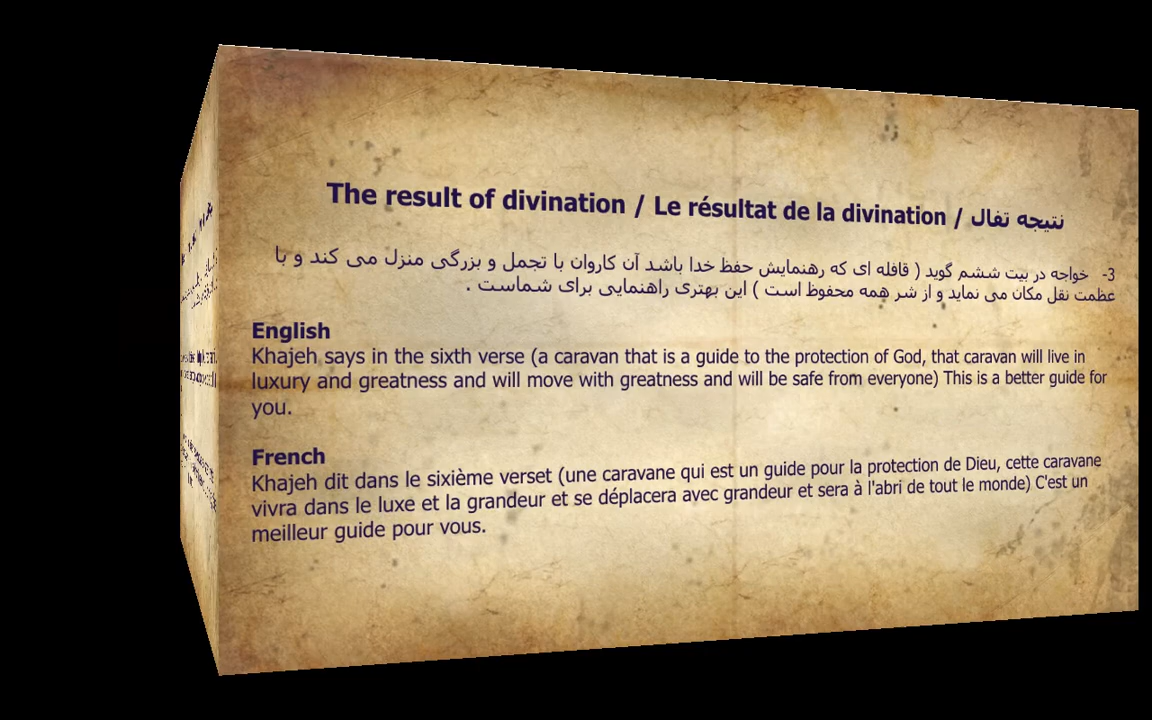 The result of divination / Le résultat de la divination / نتیجه تفال
3- خواجه در بیت ششم گوید ( قافله ای که رهنمایش حفظ خدا باشد آن کاروان با تجمل و بزرگی منزل می کند و با
عظمت نقل مکان می نماید و از شر همه محفوظ است ) این بهتری راهنمایی برای شماست .
English
Khajeh says in the sixth verse (a caravan that is a guide to the protection of God, that caravan will live in
luxury and greatness and will move with greatness and will be safe from everyone) This is a better guide for
you.
French
Khajeh dit dans le sixième verset (une caravane qui est un guide pour la protection de Dieu, cette caravane
vivra dans le luxe et la grandeur et se déplacera avec grandeur et sera à l'abri de tout le monde) C'est un
meilleur guide pour vous.